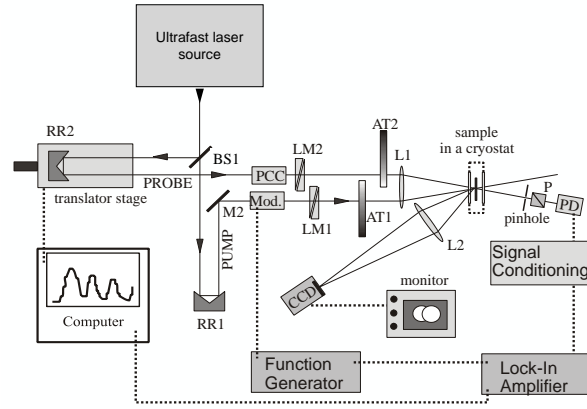 Ultrafast laser
source
RR2
BS1
AT2
LM2
L1
sample
in a cryostat
PROBE
translator stage
PCC
M2
Mod.
LM1
AT1
L2
P
pinhole
PD
PUMP
RR1
CCD
monitor
Signal
Conditioning
Computer
Function
Generator
Lock-In
Amplifier